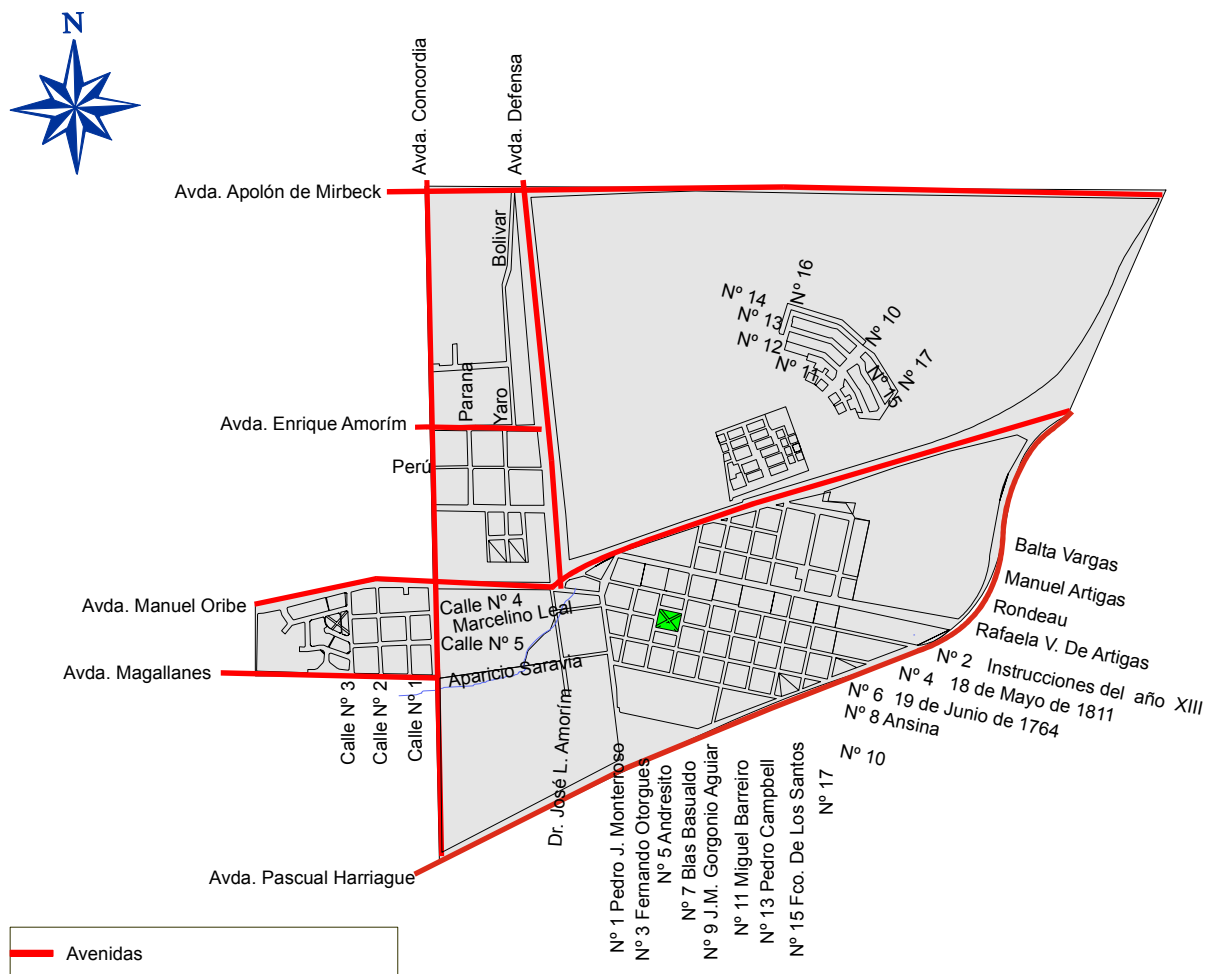 N
Avda. Concordia
Avda. Defensa
Avda. Apolón de Mirbeck
Bolivar
Nº 16
Nº 14
Nº 13
Nº 10
Nº 12
Nº 11
Nº 17
Nº 15
Parana
Yaro
Avda. Enrique Amorím
Perú
Balta Vargas
Manuel Artigas
Rondeau
Rafaela V. De Artigas
Avda. Manuel Oribe
Calle Nº 4
Marcelino Leal
Calle Nº 5
Avda. Magallanes
Aparicio Saravia
Nº 2 Instrucciones del año XIII
Nº 4 18 de Mayo de 1811
Nº 6 19 de Junio de 1764
Nº 8 Ansina
Nº 10
Calle Nº 3
Calle Nº 2
Calle Nº 1
Dr. José L. Amorím
Nº 1 Pedro J. Monterroso
Nº 3 Fernando Otorgues
Nº 5 Andresito
Nº 7 Blas Basualdo
Nº 9 J.M. Gorgonio Aguiar
Nº 11 Miguel Barreiro
Nº 13 Pedro Campbell
Nº 15 Fco. De Los Santos
Nº 17
Avda. Pascual Harriague
Avenidas